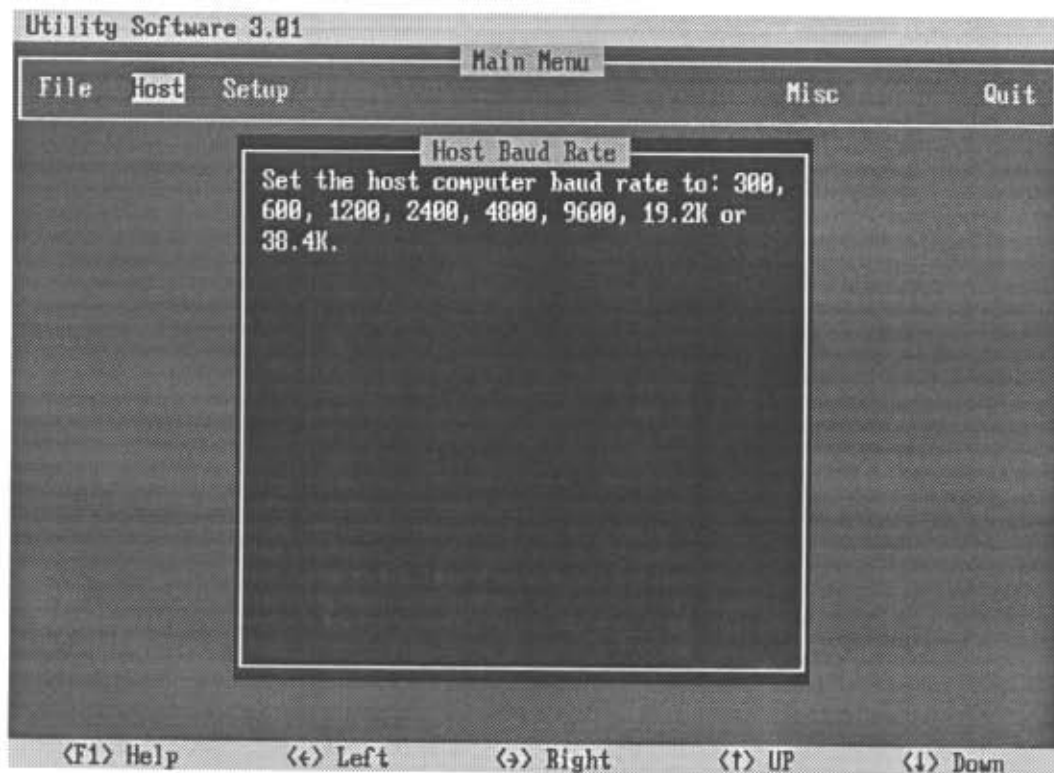 Utility Software 3.01
Main Menu
File Host Setup Misc Quit
Host Baud Rate
Set the host computer baud rate to: 300,
600, 1200, 2400, 4800, 9600, 19.2K or
38.4K.
<F1> Help <←> Left <→> Right <↑> UP <↓> Down